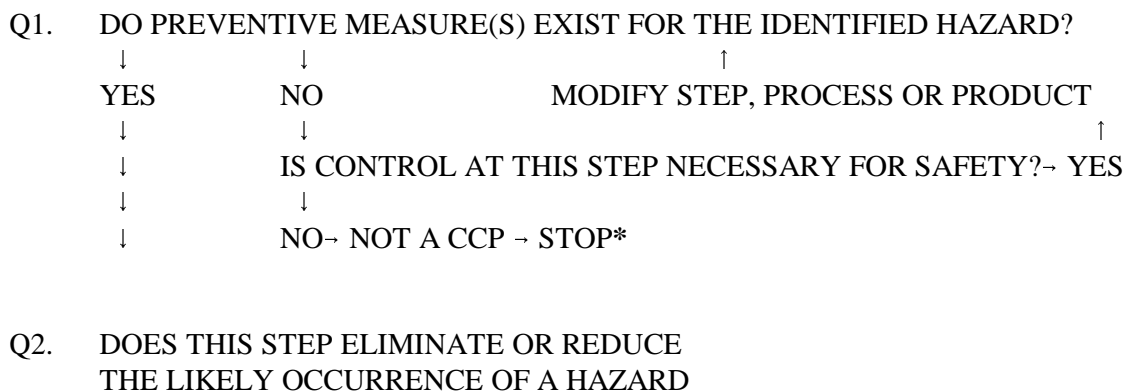 Q1. DO PREVENTIVE MEASURE(S) EXIST FOR THE IDENTIFIED HAZARD?
↓ ↓ ↑
YES NO MODIFY STEP, PROCESS OR PRODUCT
↓ ↓ ↑
↓ IS CONTROL AT THIS STEP NECESSARY FOR SAFETY?→ YES
↓ ↓
↓ NO→ NOT A CCP → STOP*
Q2. DOES THIS STEP ELIMINATE OR REDUCE
THE LIKELY OCCURRENCE OF A HAZARD